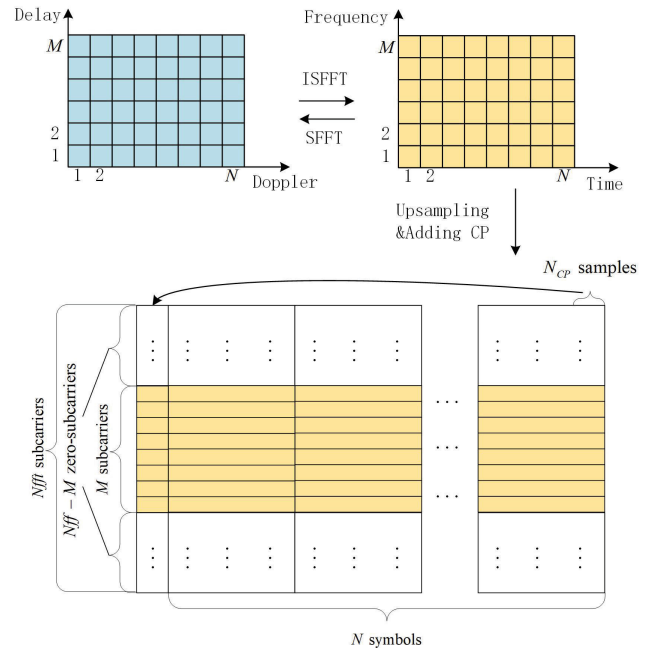 Delay
M
2
1
1 2 N
Doppler
ISFFT
SFFT
Frequency
M
2
1
1 2 N
Time
Upsampling
&Adding CP
N_CP samples
Nfft subcarriers
Nff − M zero-subcarriers
M subcarriers
N symbols